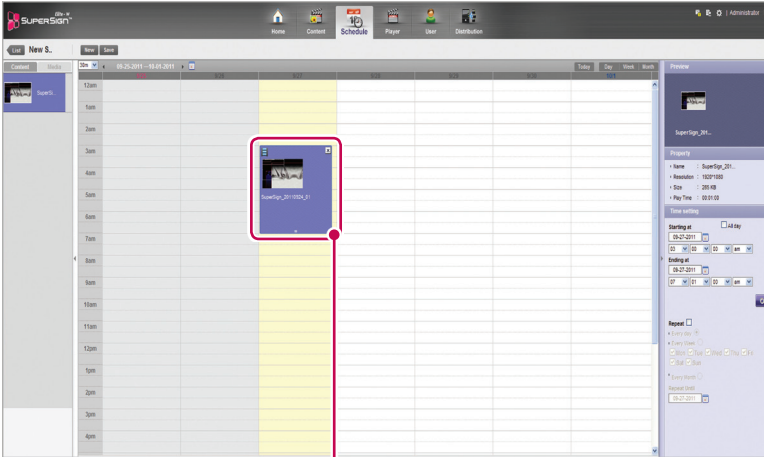 SUPERSIGN™
Administrator
Home Content Schedule Player User Distribution
List New S.. New Save
Content Media
30m 09-25-2011 ~ 10-01-2011 Today Day Week Month
12am
1am
2am
3am
4am
5am
6am
7am
8am
9am
10am
11am
12pm
1pm
2pm
3pm
4pm
SuperSi..
SuperSign_20110524_01
Preview
SuperSign_201...
Property
Name : SuperSign_201...
Resolution : 1920*1080
Size : 265 KB
Play Time : 00:01:00
Time setting
Starting at All day
09-27-2011
03 00 00 am
Ending at
09-27-2011
07 01 00 am
Repeat
Every day
Every Week
Mon Tue Wed Thu Fri
Sat Sun
Every Month
Repeat Until
09-27-2011